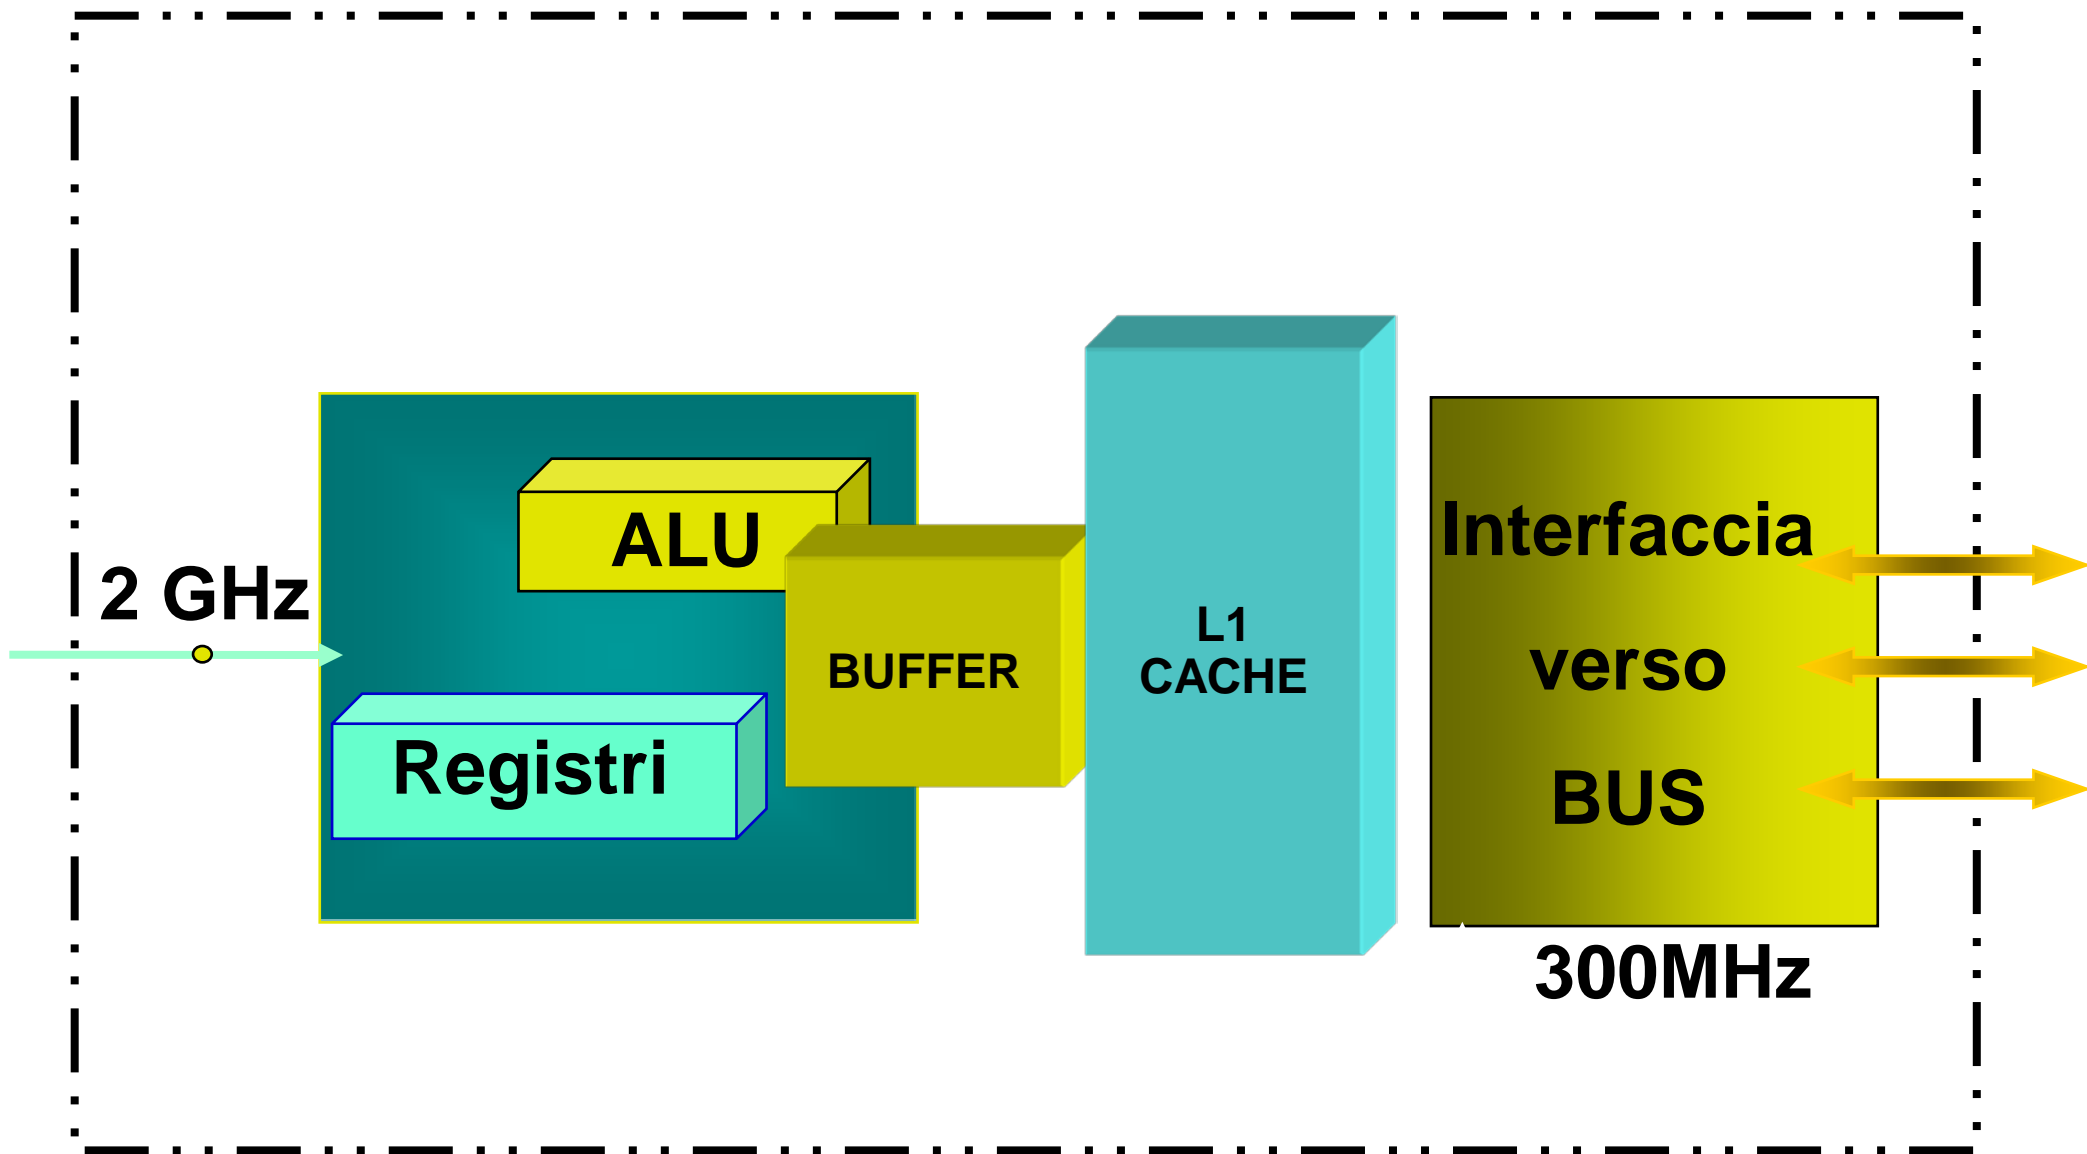 2 GHz
ALU
Registri
BUFFER
L1
CACHE
Interfaccia
verso
BUS
300MHz